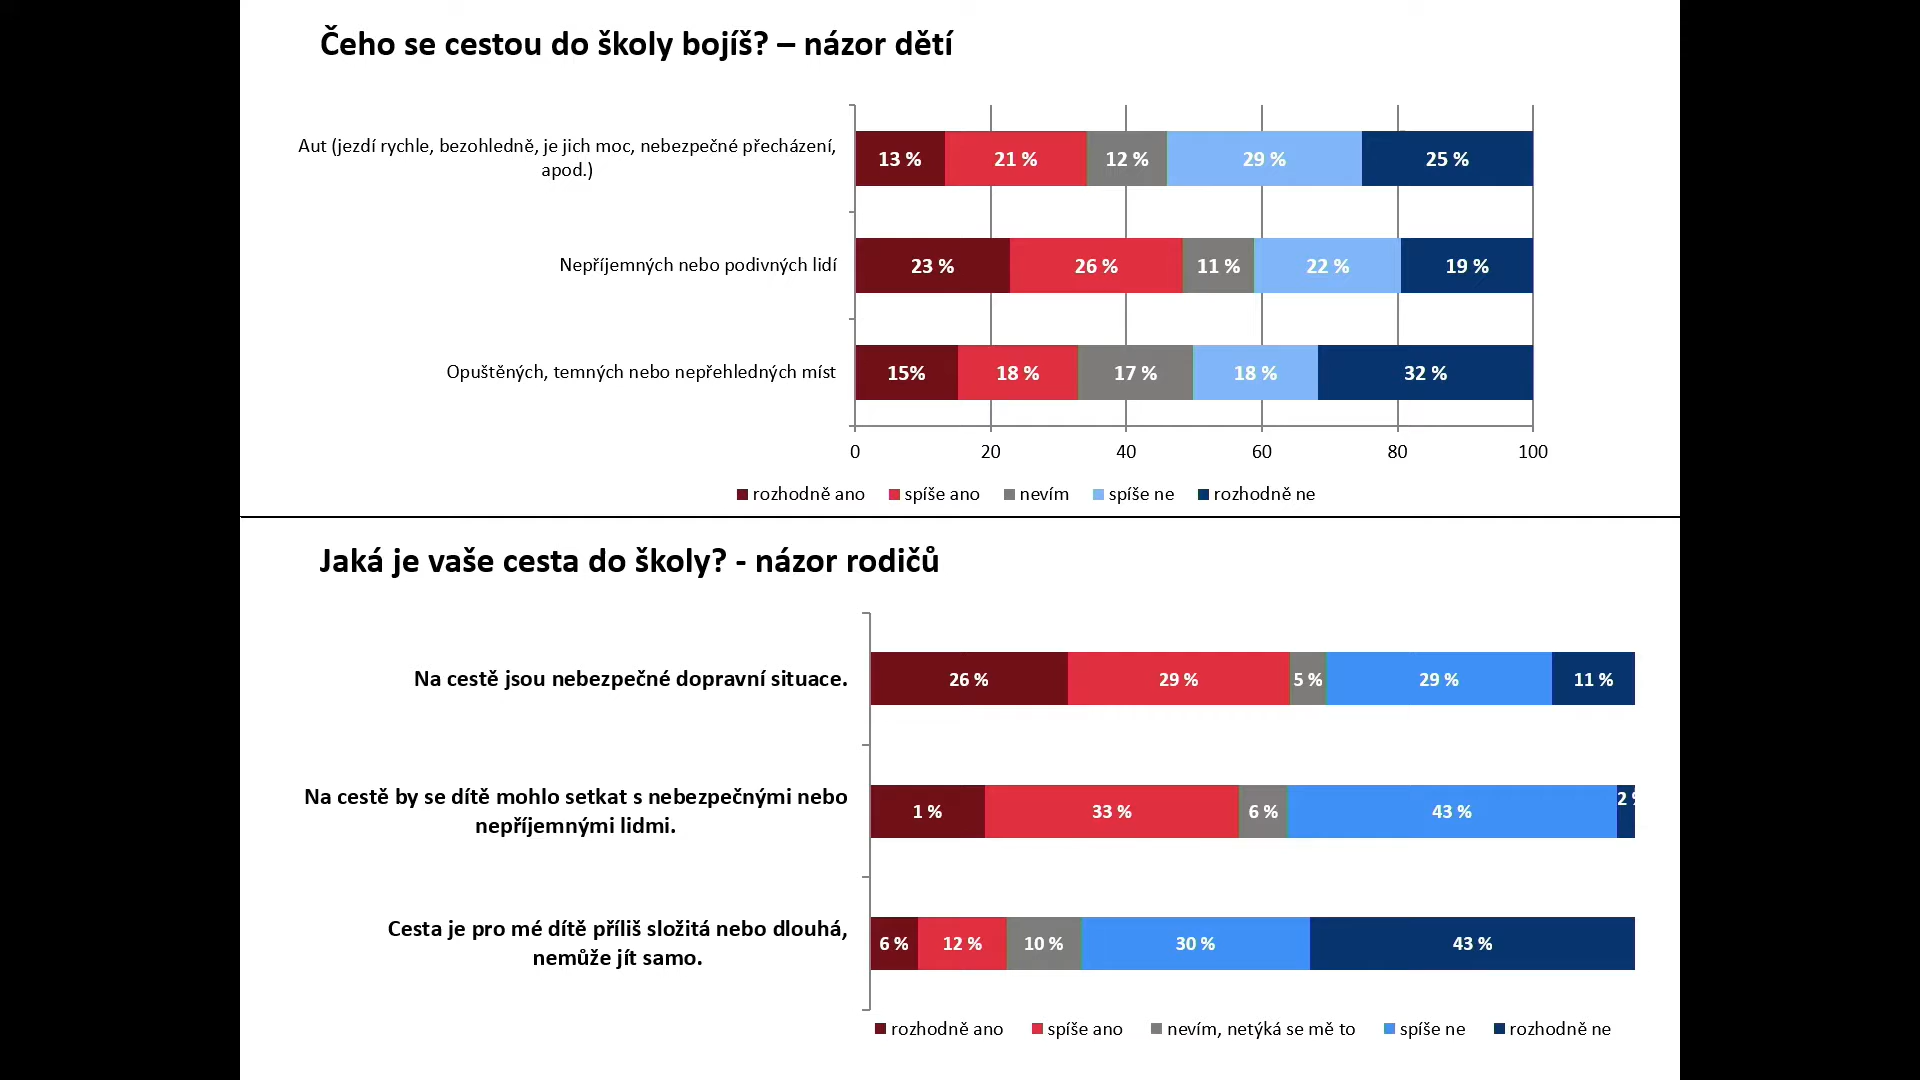 Čeho se cestou do školy bojíš? – názor dětí
Aut (jezdí rychle, bezohledně, je jich moc, nebezpečné přecházení,
apod.)
13 % 21 % 12 % 29 % 25 %
Nepříjemných nebo podivných lidí
23 % 26 % 11 % 22 % 19 %
Opuštěných, temných nebo nepřehledných míst
15% 18 % 17 % 18 % 32 %
0 20 40 60 80 100
rozhodně ano spíše ano nevím spíše ne rozhodně ne
Jaká je vaše cesta do školy? - názor rodičů
Na cestě jsou nebezpečné dopravní situace.
26 % 29 % 5 % 29 % 11 %
Na cestě by se dítě mohlo setkat s nebezpečnými nebo
nepříjemnými lidmi.
1 % 33 % 6 % 43 % 2
Cesta je pro mé dítě příliš složitá nebo dlouhá,
nemůže jít samo.
6 % 12 % 10 % 30 % 43 %
rozhodně ano spíše ano nevím, netýká se mě to spíše ne rozhodně ne